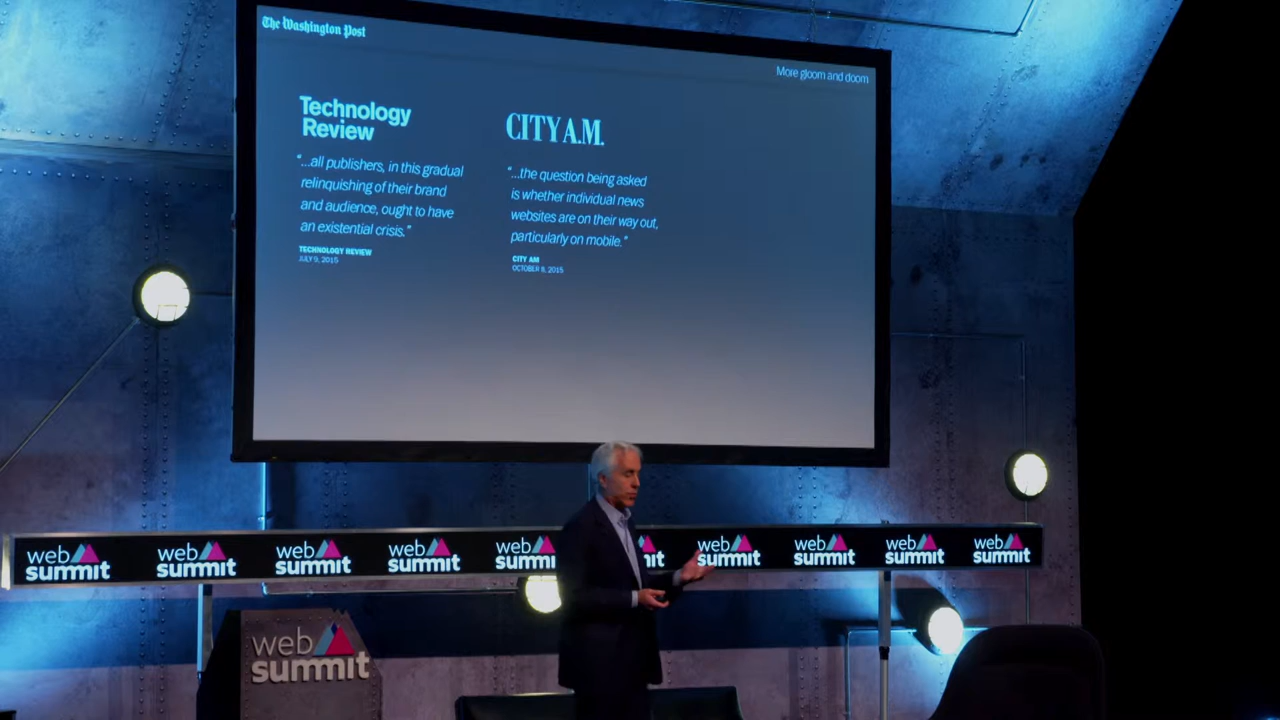 The Washington Post
More gloom and doom
Technology
Review
"...all publishers, in this gradual
relinquishing of their brand
and audience, ought to have
an existential crisis."
TECHNOLOGY REVIEW
JULY 9, 2015
CITY A.M.
"...the question being asked
is whether individual news
websites are on their way out,
particularly on mobile."
CITY AM
OCTOBER 8, 2015
web
summit
web
summit
web
summit
web
summit
web
summit
web
summit
web
summit
web
summit
web
summit
web
summit